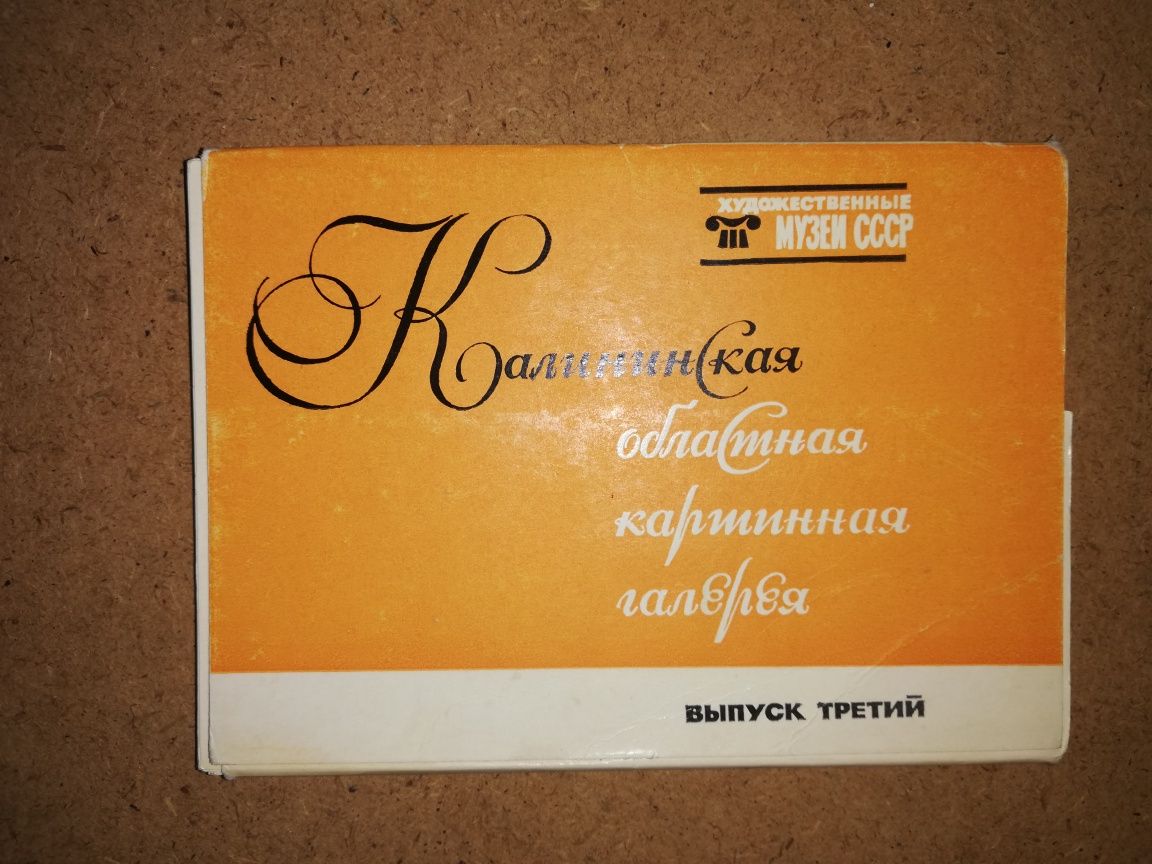 ХУДОЖЕСТВЕННЫЕ
МУЗЕИ СССР
Калининская
областная
картинная
галерея
ВЫПУСК ТРЕТИЙ